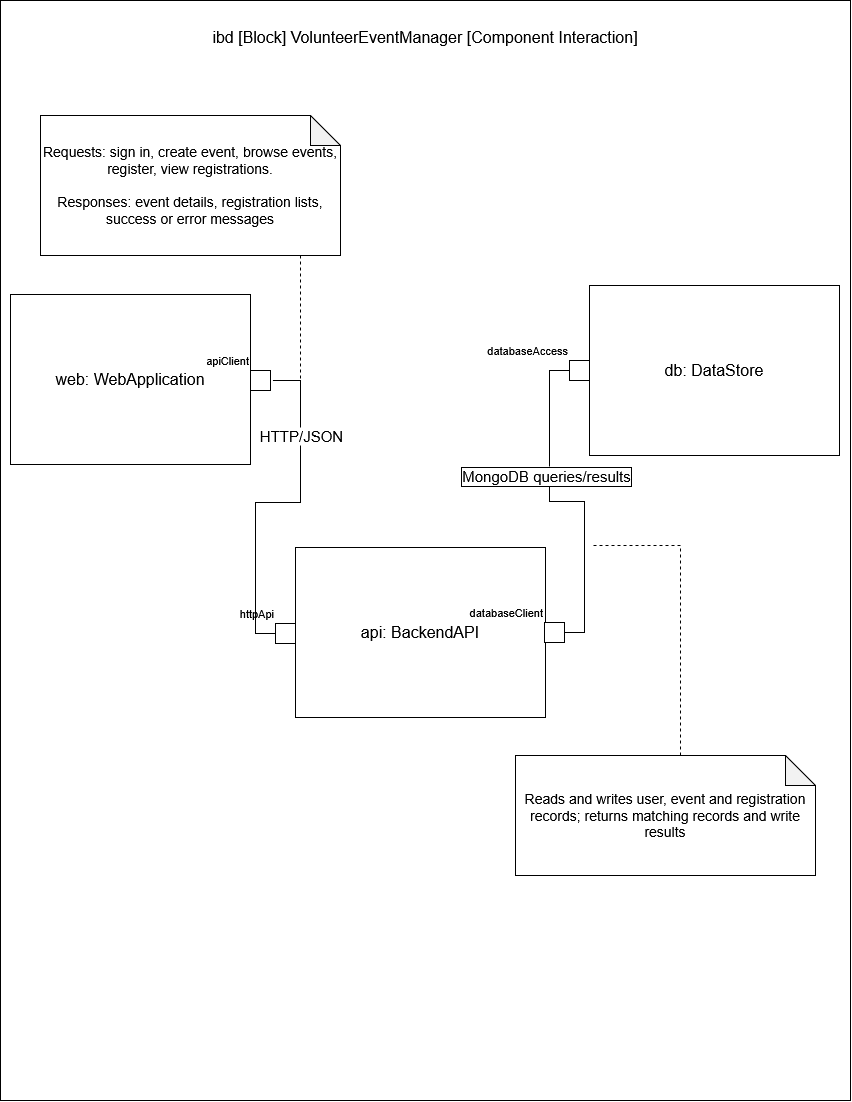 ibd [Block] VolunteerEventManager [Component Interaction]
Requests: sign in, create event, browse events,
register, view registrations.
Responses: event details, registration lists,
success or error messages
apiClient
web: WebApplication
HTTP/JSON
databaseAccess
db: DataStore
MongoDB queries/results
httpApi
databaseClient
api: BackendAPI
Reads and writes user, event and registration
records; returns matching records and write
results